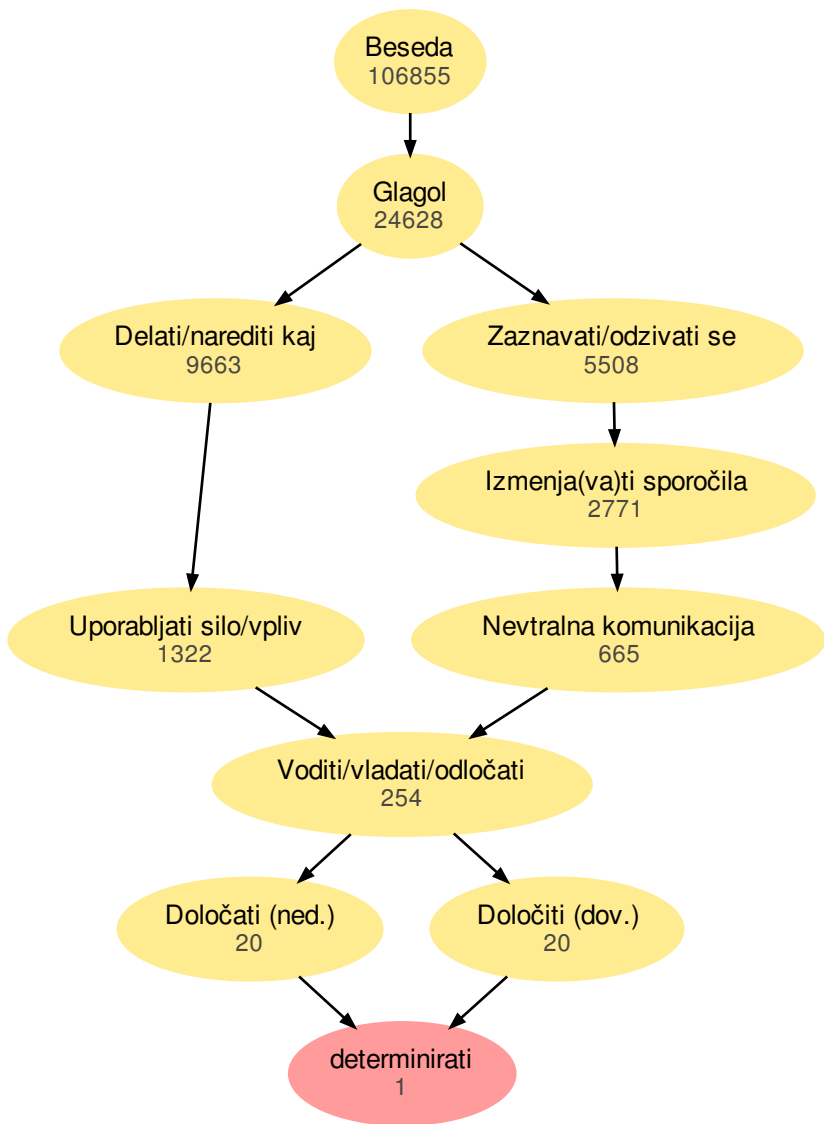 Beseda
106855
Glagol
24628
Delati/narediti kaj
9663
Zaznavati/odzivati se
5508
Izmenja(va)ti sporočila
2771
Uporabljati silo/vpliv
1322
Nevtralna komunikacija
665
Voditi/vladati/odločati
254
Določati (ned.)
20
Določiti (dov.)
20
determinirati
1